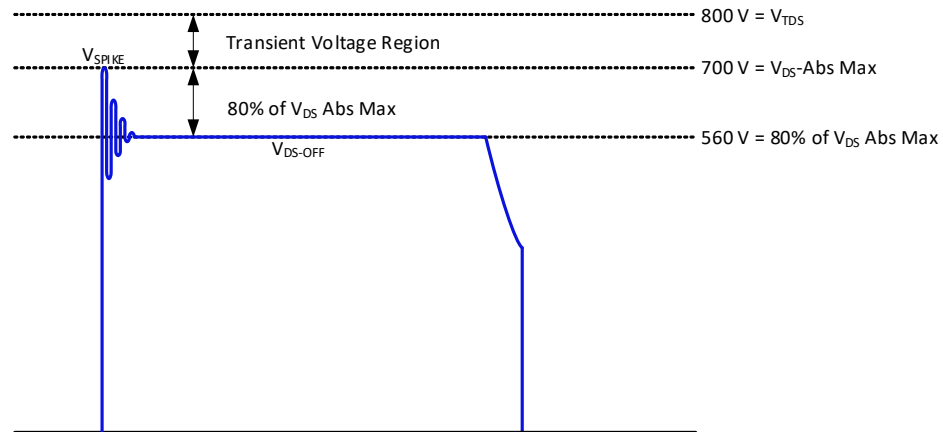 800 V = VTDS
Transient Voltage Region
VSPIKE
700 V = VDS-Abs Max
80% of VDS Abs Max
560 V = 80% of VDS Abs Max
VDS-OFF